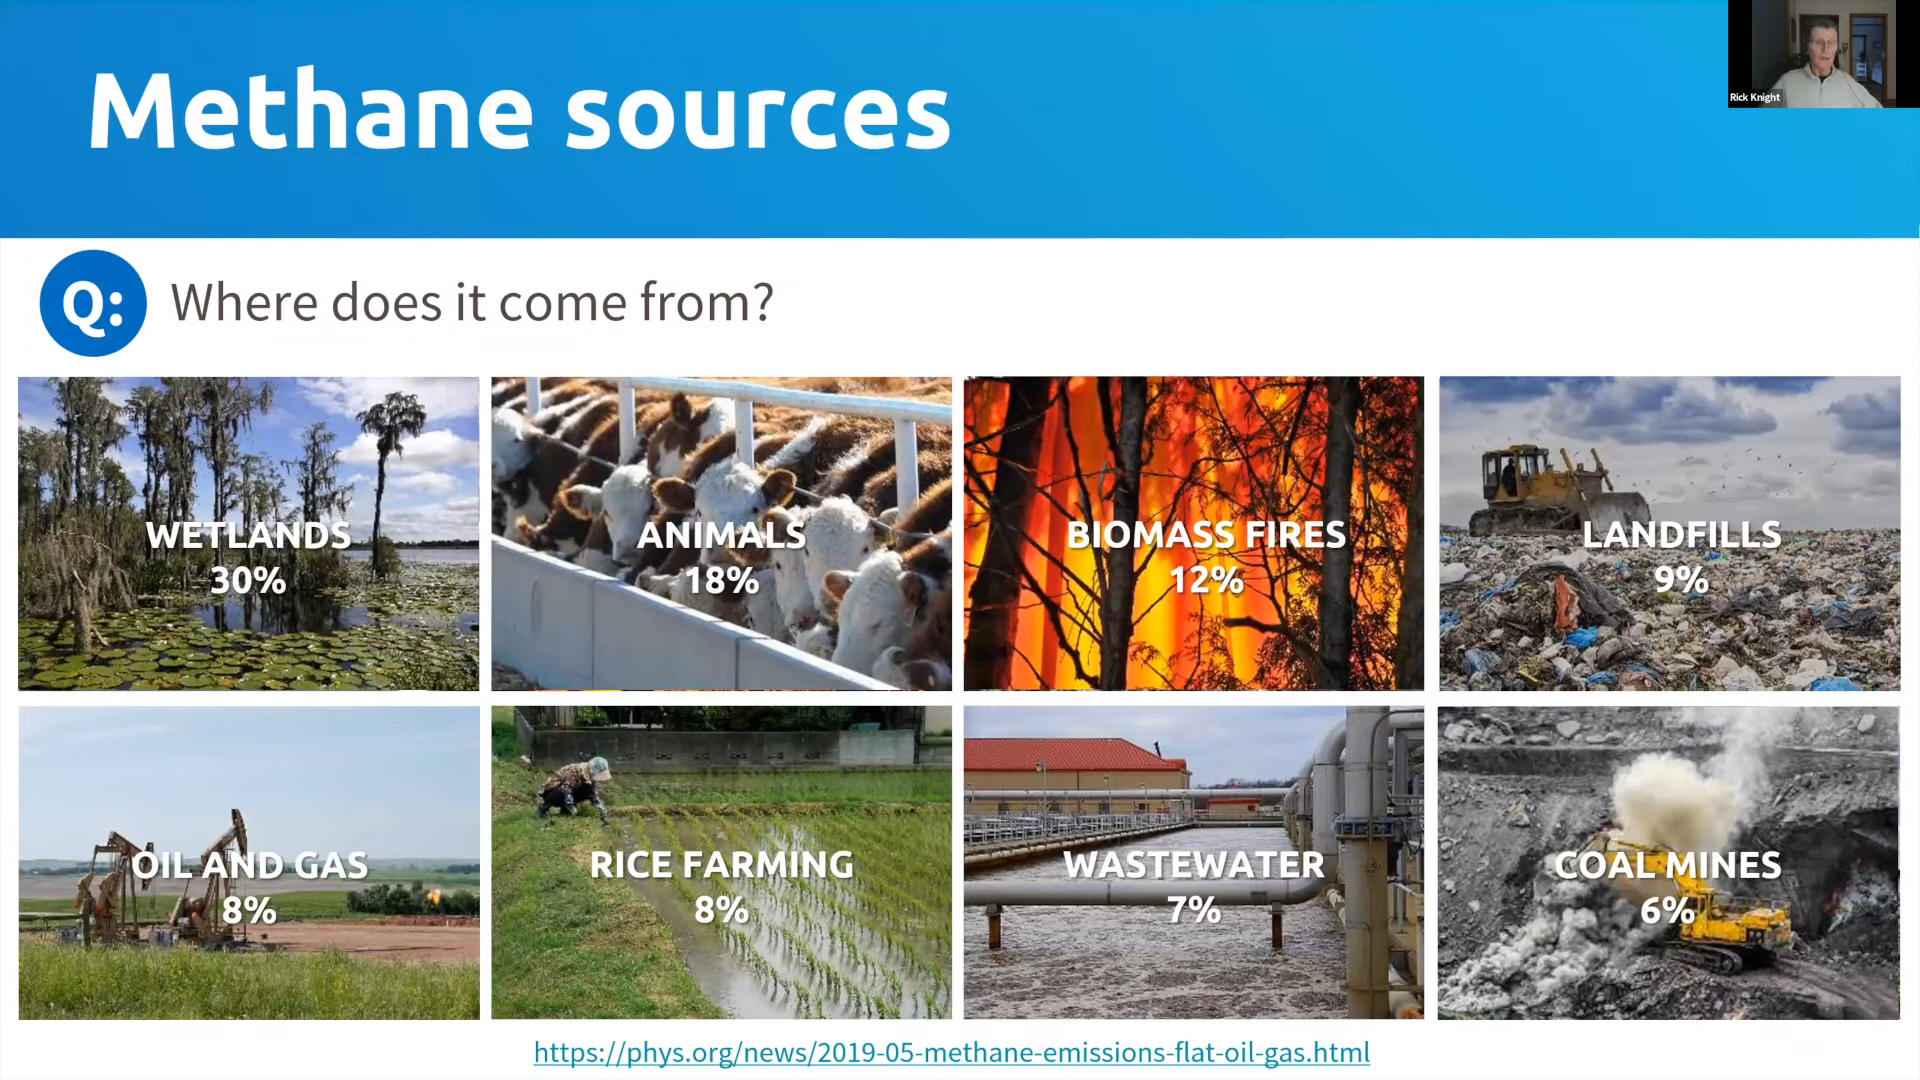 Methane sources
Rick Knight
Q: Where does it come from?
WETLANDS
30%
ANIMALS
18%
BIOMASS FIRES
12%
LANDFILLS
9%
OIL AND GAS
8%
RICE FARMING
8%
WASTEWATER
7%
COAL MINES
6%
https://phys.org/news/2019-05-methane-emissions-flat-oil-gas.html